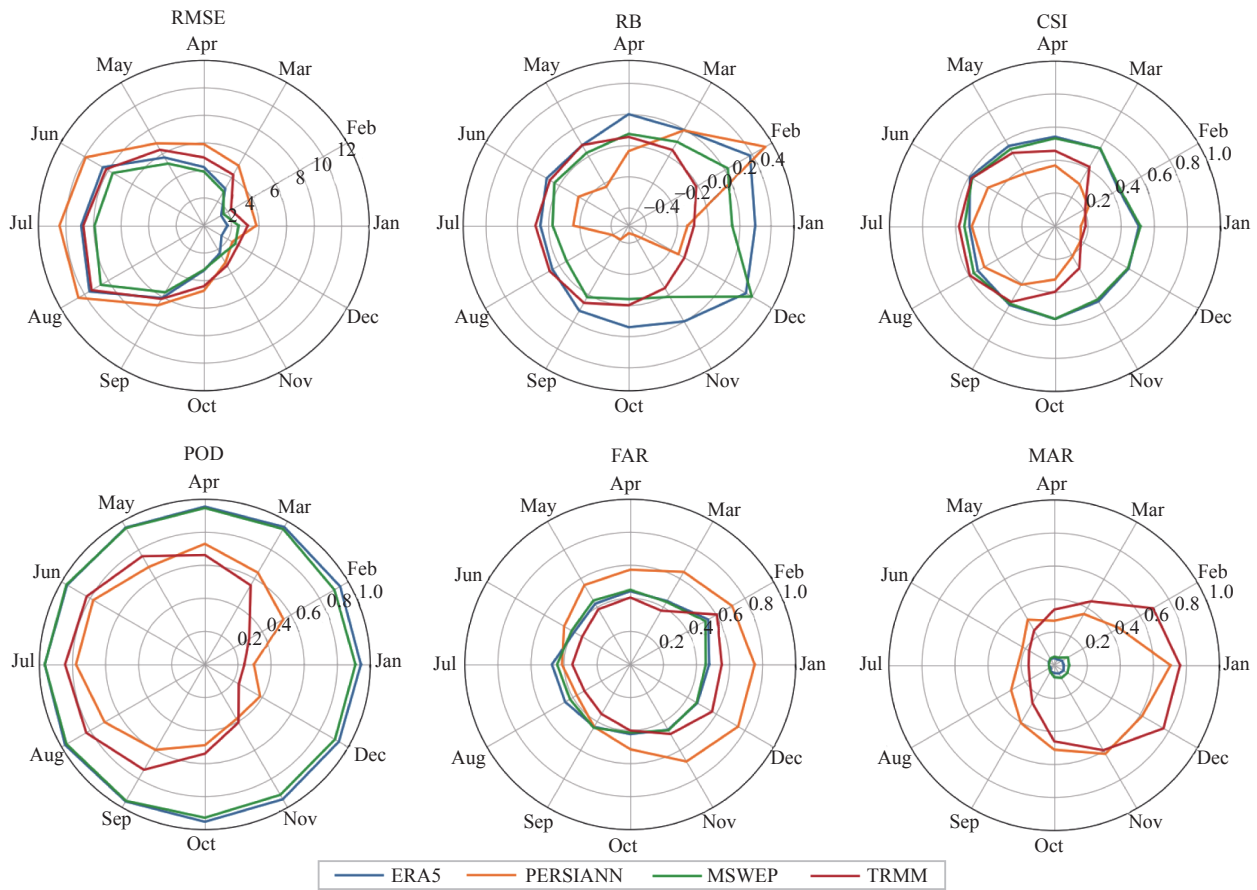 RMSE
Apr
May
Mar
Jun
Feb
12
10
8
6
4
2
Jul
Jan
Aug
Dec
Sep
Nov
Oct
RB
Apr
May
Mar
Jun
Feb
0.4
0.2
0.0
−0.2
−0.4
Jul
Jan
Aug
Dec
Sep
Nov
Oct
CSI
Apr
May
Mar
Jun
Feb
1.0
0.8
0.6
0.4
0.2
Jul
Jan
Aug
Dec
Sep
Nov
Oct
POD
Apr
May
Mar
Jun
Feb
1.0
0.8
0.6
0.4
0.2
Jul
Jan
Aug
Dec
Sep
Nov
Oct
FAR
Apr
May
Mar
Jun
Feb
1.0
0.8
0.6
0.4
0.2
Jul
Jan
Aug
Dec
Sep
Nov
Oct
MAR
Apr
May
Mar
Jun
Feb
1.0
0.8
0.6
0.4
0.2
Jul
Jan
Aug
Dec
Sep
Nov
Oct
ERA5 PERSIANN MSWEP TRMM